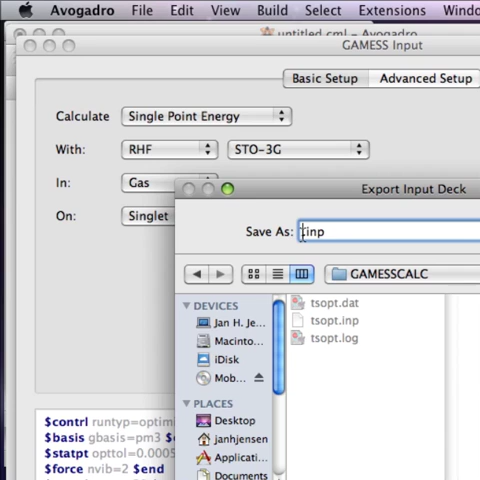 Avogadro File Edit View Build Select Extensions Windo
untitled.cml - Avogadro
GAMESS Input
Basic Setup Advanced Setup
Calculate Single Point Energy
With: RHF STO-3G
In: Gas
On: Singlet
Export Input Deck
Save As: .inp
GAMESSCALC
DEVICES
Jan H. Je...
Macinto...
iDisk
Mob...
PLACES
Desktop
janhjensen
Applicati...
Documents
tsopt.dat
tsopt.inp
tsopt.log
$contrl runtyp=optim
$basis gbasis=pm3 $
$statpt opttol=0.0005
$force nvib=2 $end